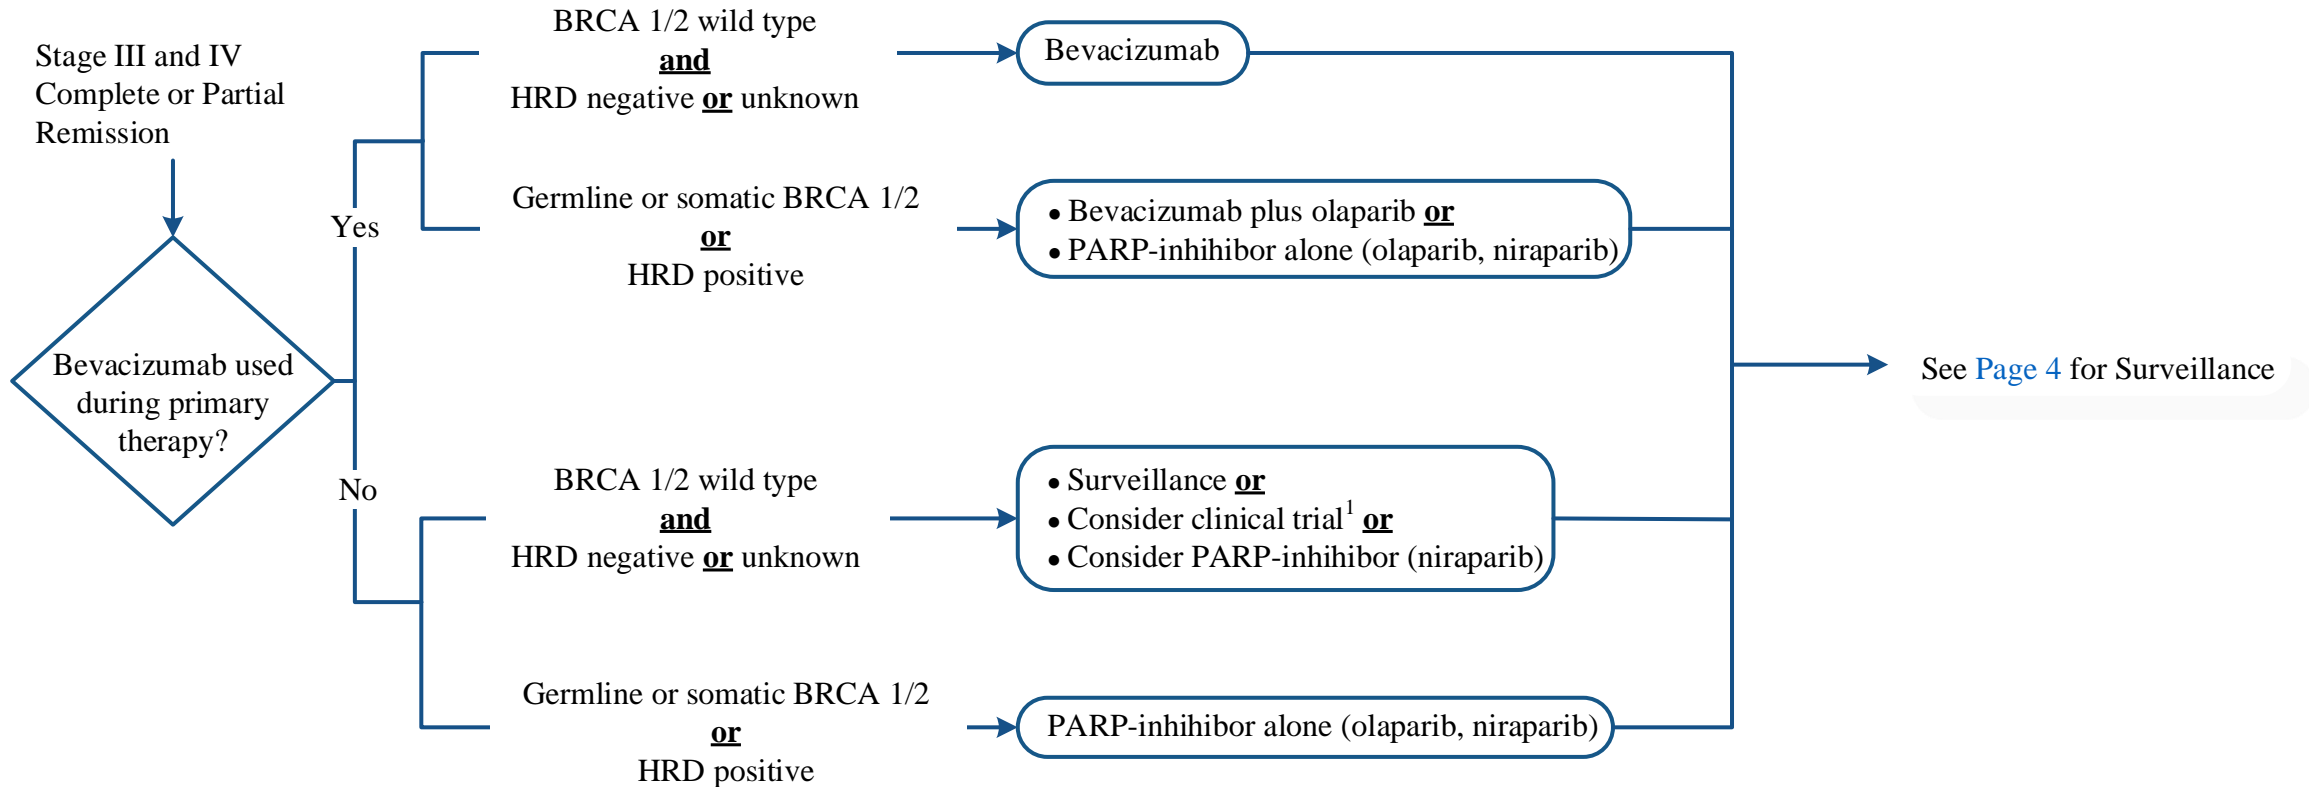 Stage III and IV
Complete or Partial
Remission
Bevacizumab used
during primary
therapy?
Yes
BRCA 1/2 wild type
and
HRD negative or unknown
Bevacizumab
Germline or somatic BRCA 1/2
or
HRD positive
• Bevacizumab plus olaparib or
• PARP-inhihibor alone (olaparib, niraparib)
No
BRCA 1/2 wild type
and
HRD negative or unknown
• Surveillance or
• Consider clinical trial¹ or
• Consider PARP-inhihibor (niraparib)
Germline or somatic BRCA 1/2
or
HRD positive
PARP-inhihibor alone (olaparib, niraparib)
See Page 4 for Surveillance